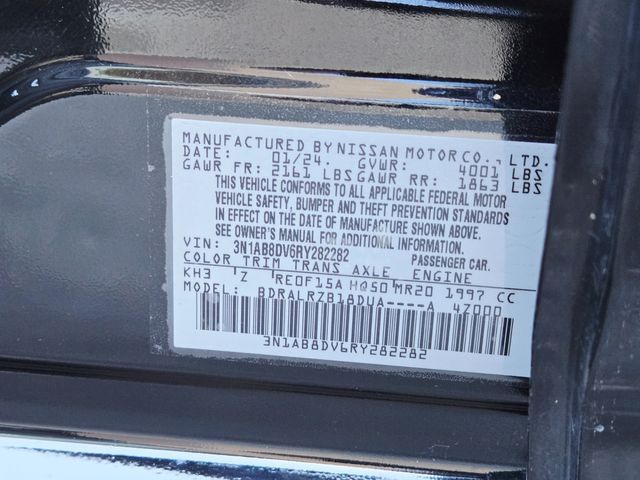 MANUFACTURED BY NISSAN MOTOR CO., LTD.
DATE: 01/24. GVWR: 4001 LBS
GAWR FR: 2161 LBS GAWR RR: 1863 LBS
THIS VEHICLE CONFORMS TO ALL APPLICABLE FEDERAL MOTOR
VEHICLE SAFETY, BUMPER AND THEFT PREVENTION STANDARDS
IN EFFECT ON THE DATE OF MANUFACTURE SHOWN ABOVE.
SEE OWNER'S MANUAL FOR ADDITIONAL INFORMATION.
VIN: 3N1AB8DV6RY282282 PASSENGER CAR.
COLOR TRIM TRANS AXLE ENGINE
KH3 Z RE0F15A HQ50 MR20 1997 CC
MODEL: BDRALRZB18DUA----A 4Z000
3N1AB8DV6RY282282